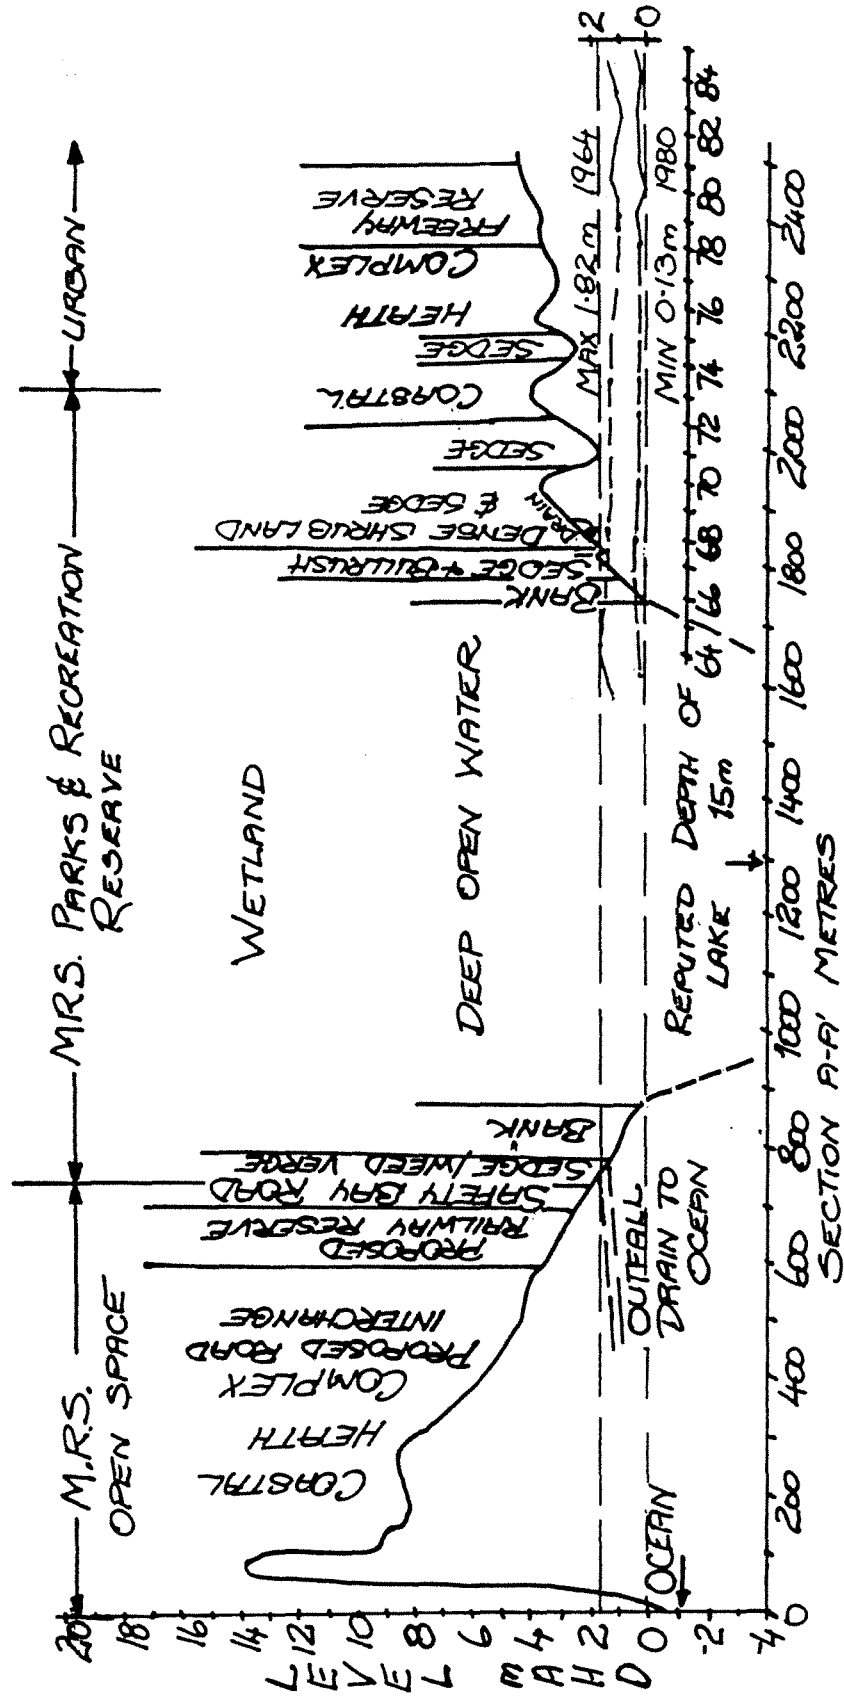 M.R.S.
OPEN SPACE
MRS. PARKS & RECREATION
RESERVE
URBAN
WETLAND
DEEP OPEN WATER
COASTAL
HEATH
COMPLEX
PROPOSED ROAD
INTERCHANGE
PROPOSED
RAILWAY RESERVE
SAFETY BAY ROAD
SEDGE/WEED VERGE
BANK
BANK
SEDGE + BULLRUSH
DENSE SHRUBLAND
& SEDGE
DRAIN
SEDGE
COASTAL
SEDGE
HEATH
COMPLEX
FREEWAY
RESERVE
MAX 1.82m 1964
MIN 0.13m 1980
2
0
64 66 68 70 72 74 76 78 80 82 84
OUTFALL
DRAIN TO
OCEAN
OCEAN
REPUTED DEPTH OF
LAKE 15m
LEVEL
m AHD
20
18
16
14
12
10
8
6
4
2
0
-2
-4
0 200 400 600 800 1000 1200 1400 1600 1800 2000 2200 2400
SECTION A-A' METRES